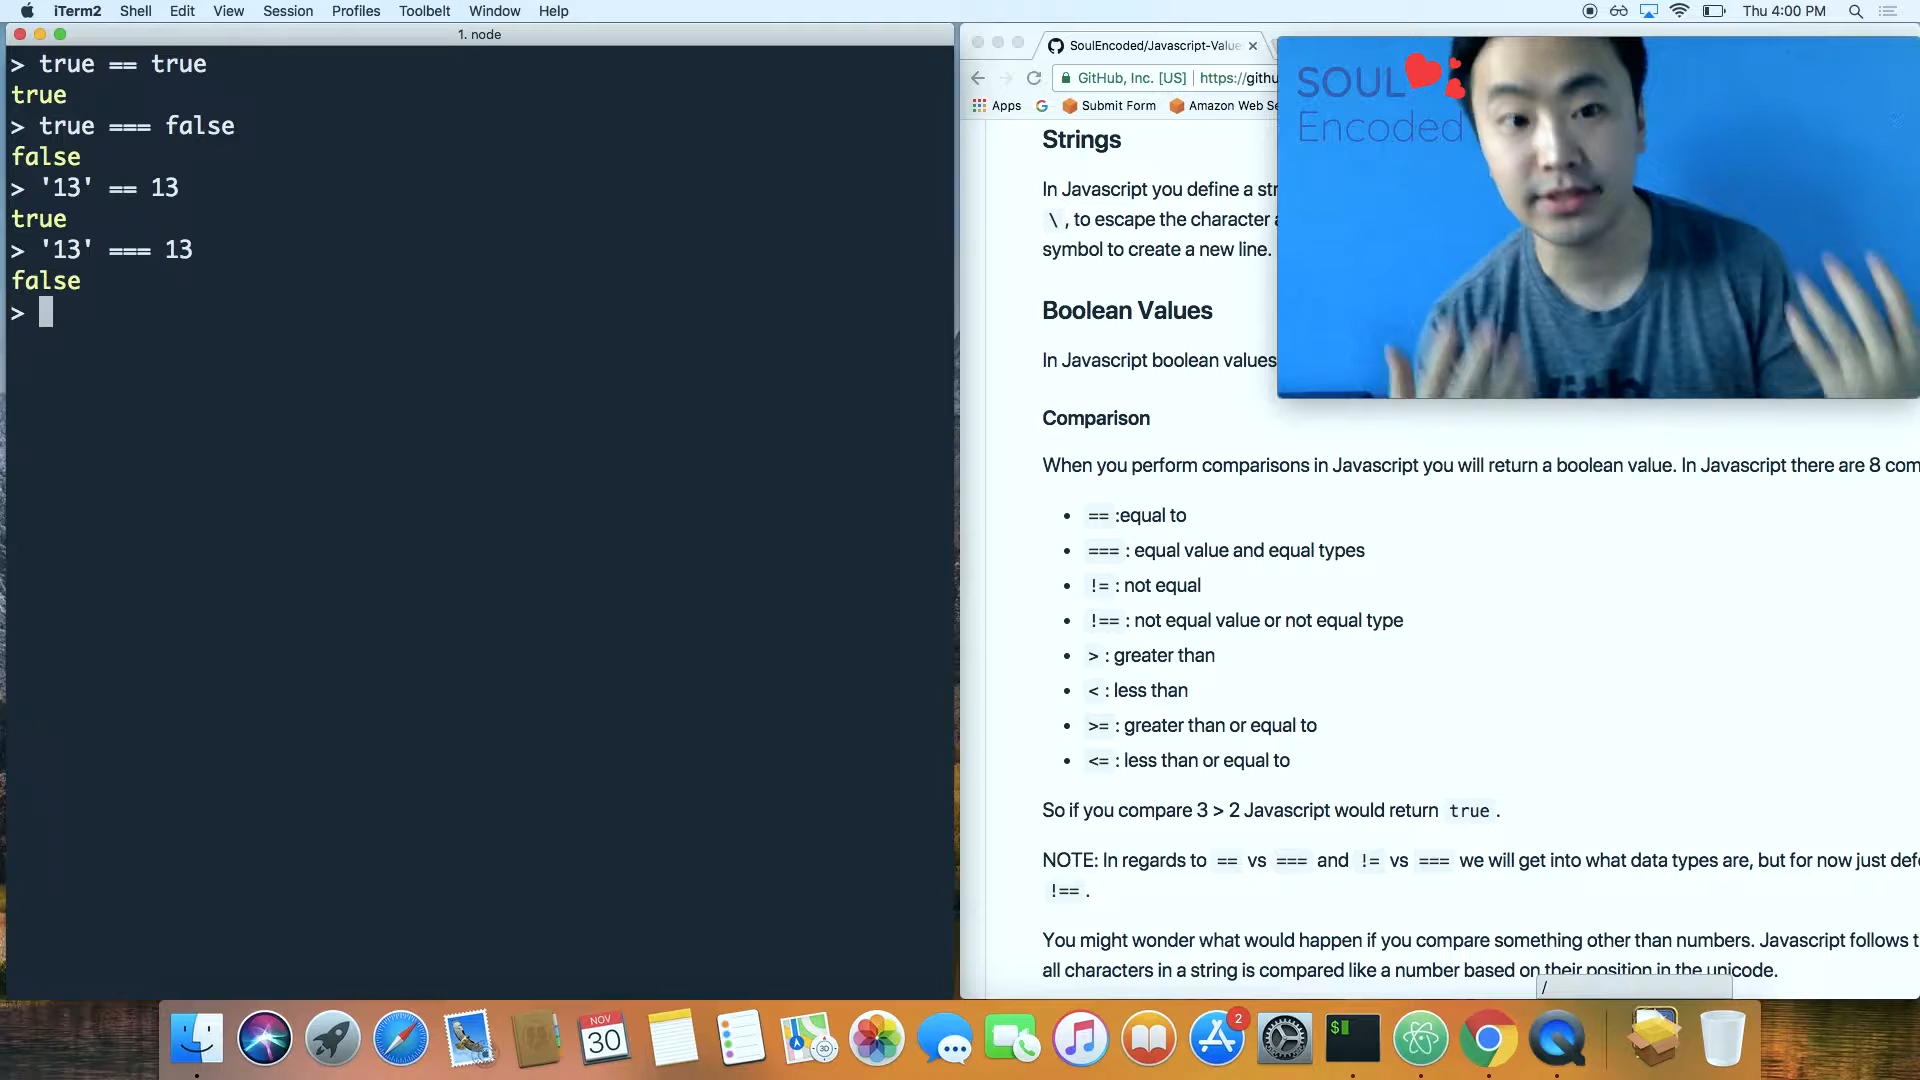 iTerm2 Shell Edit View Session Profiles Toolbelt Window Help Thu 4:00 PM
1. node
> true == true
true
> true === false
false
> '13' == 13
true
> '13' === 13
false
>
SoulEncoded/Javascript-Value
GitHub, Inc. [US] https://githu
Apps Submit Form Amazon Web Se
SOUL
Encoded
Strings
In Javascript you define a str
\ , to escape the character a
symbol to create a new line.
Boolean Values
In Javascript boolean values
Comparison
When you perform comparisons in Javascript you will return a boolean value. In Javascript there are 8 com
• == :equal to
• === : equal value and equal types
• != : not equal
• !== : not equal value or not equal type
• > : greater than
• < : less than
• >= : greater than or equal to
• <= : less than or equal to
So if you compare 3 > 2 Javascript would return true .
NOTE: In regards to == vs === and != vs === we will get into what data types are, but for now just defe
!== .
You might wonder what would happen if you compare something other than numbers. Javascript follows t
all characters in a string is compared like a number based on their position in the unicode.
/
NOV
30
2
$